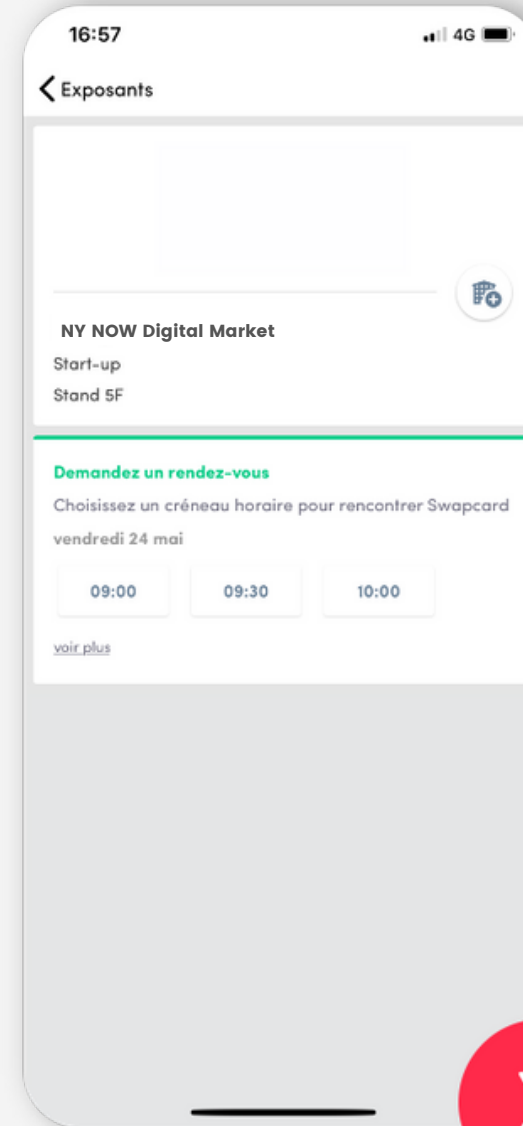 16:57 4G
Exposants
NY NOW Digital Market
Start-up
Stand 5F
Demandez un rendez-vous
Choisissez un créneau horaire pour rencontrer Swapcard
vendredi 24 mai
09:00 09:30 10:00
voir plus